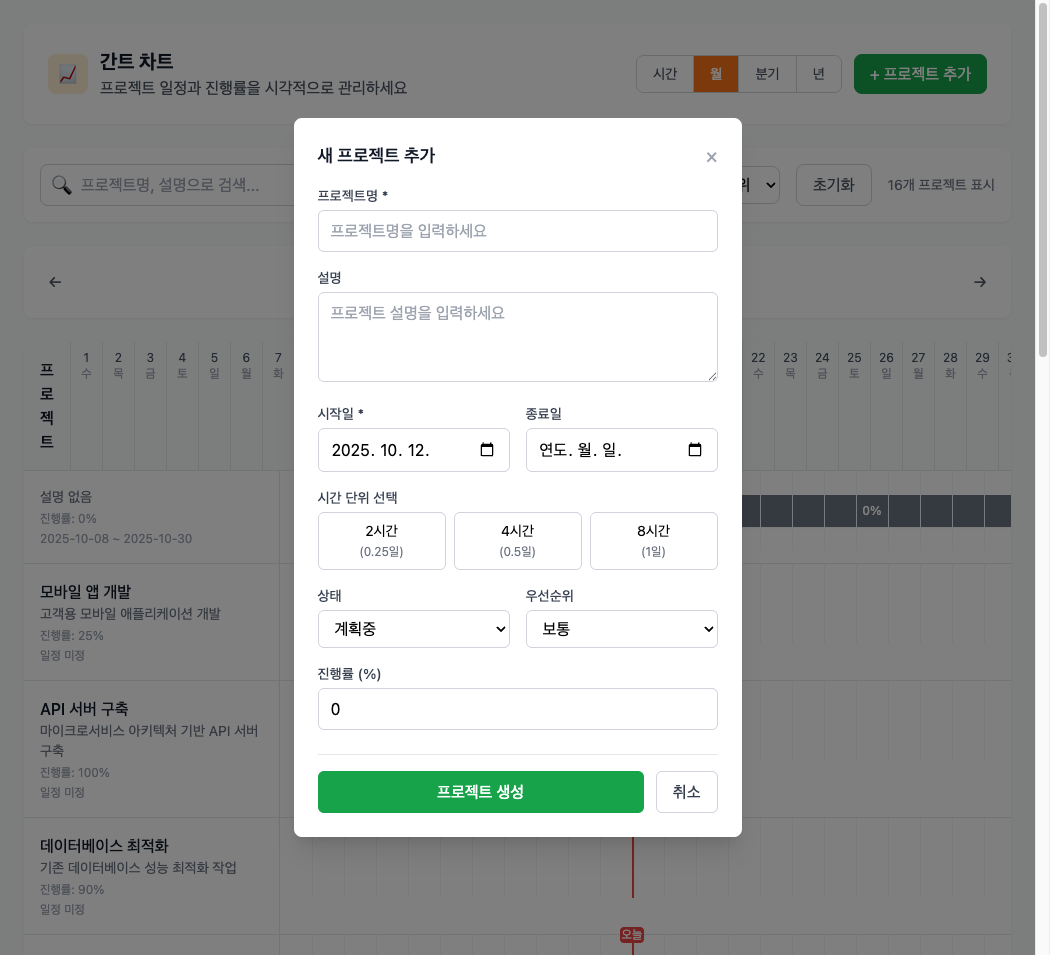 간트 차트
프로젝트 일정과 진행률을 시각적으로 관리하세요
시간 월 분기 년
+ 프로젝트 추가
프로젝트명, 설명으로 검색...
초기화
16개 프로젝트 표시
←
→
프로젝트
1 2 3 4 5 6 7 22 23 24 25 26 27 28 29
수 목 금 토 일 월 화 수 목 금 토 일 월 화 수
설명 없음
진행률: 0%
2025-10-08 ~ 2025-10-30
0%
모바일 앱 개발
고객용 모바일 애플리케이션 개발
진행률: 25%
일정 미정
API 서버 구축
마이크로서비스 아키텍처 기반 API 서버
구축
진행률: 100%
일정 미정
데이터베이스 최적화
기존 데이터베이스 성능 최적화 작업
진행률: 90%
일정 미정
오늘
새 프로젝트 추가
×
프로젝트명 *
프로젝트명을 입력하세요
설명
프로젝트 설명을 입력하세요
시작일 * 종료일
2025. 10. 12. 연도. 월. 일.
시간 단위 선택
2시간 4시간 8시간
(0.25일) (0.5일) (1일)
상태 우선순위
계획중 보통
진행률 (%)
0
프로젝트 생성 취소